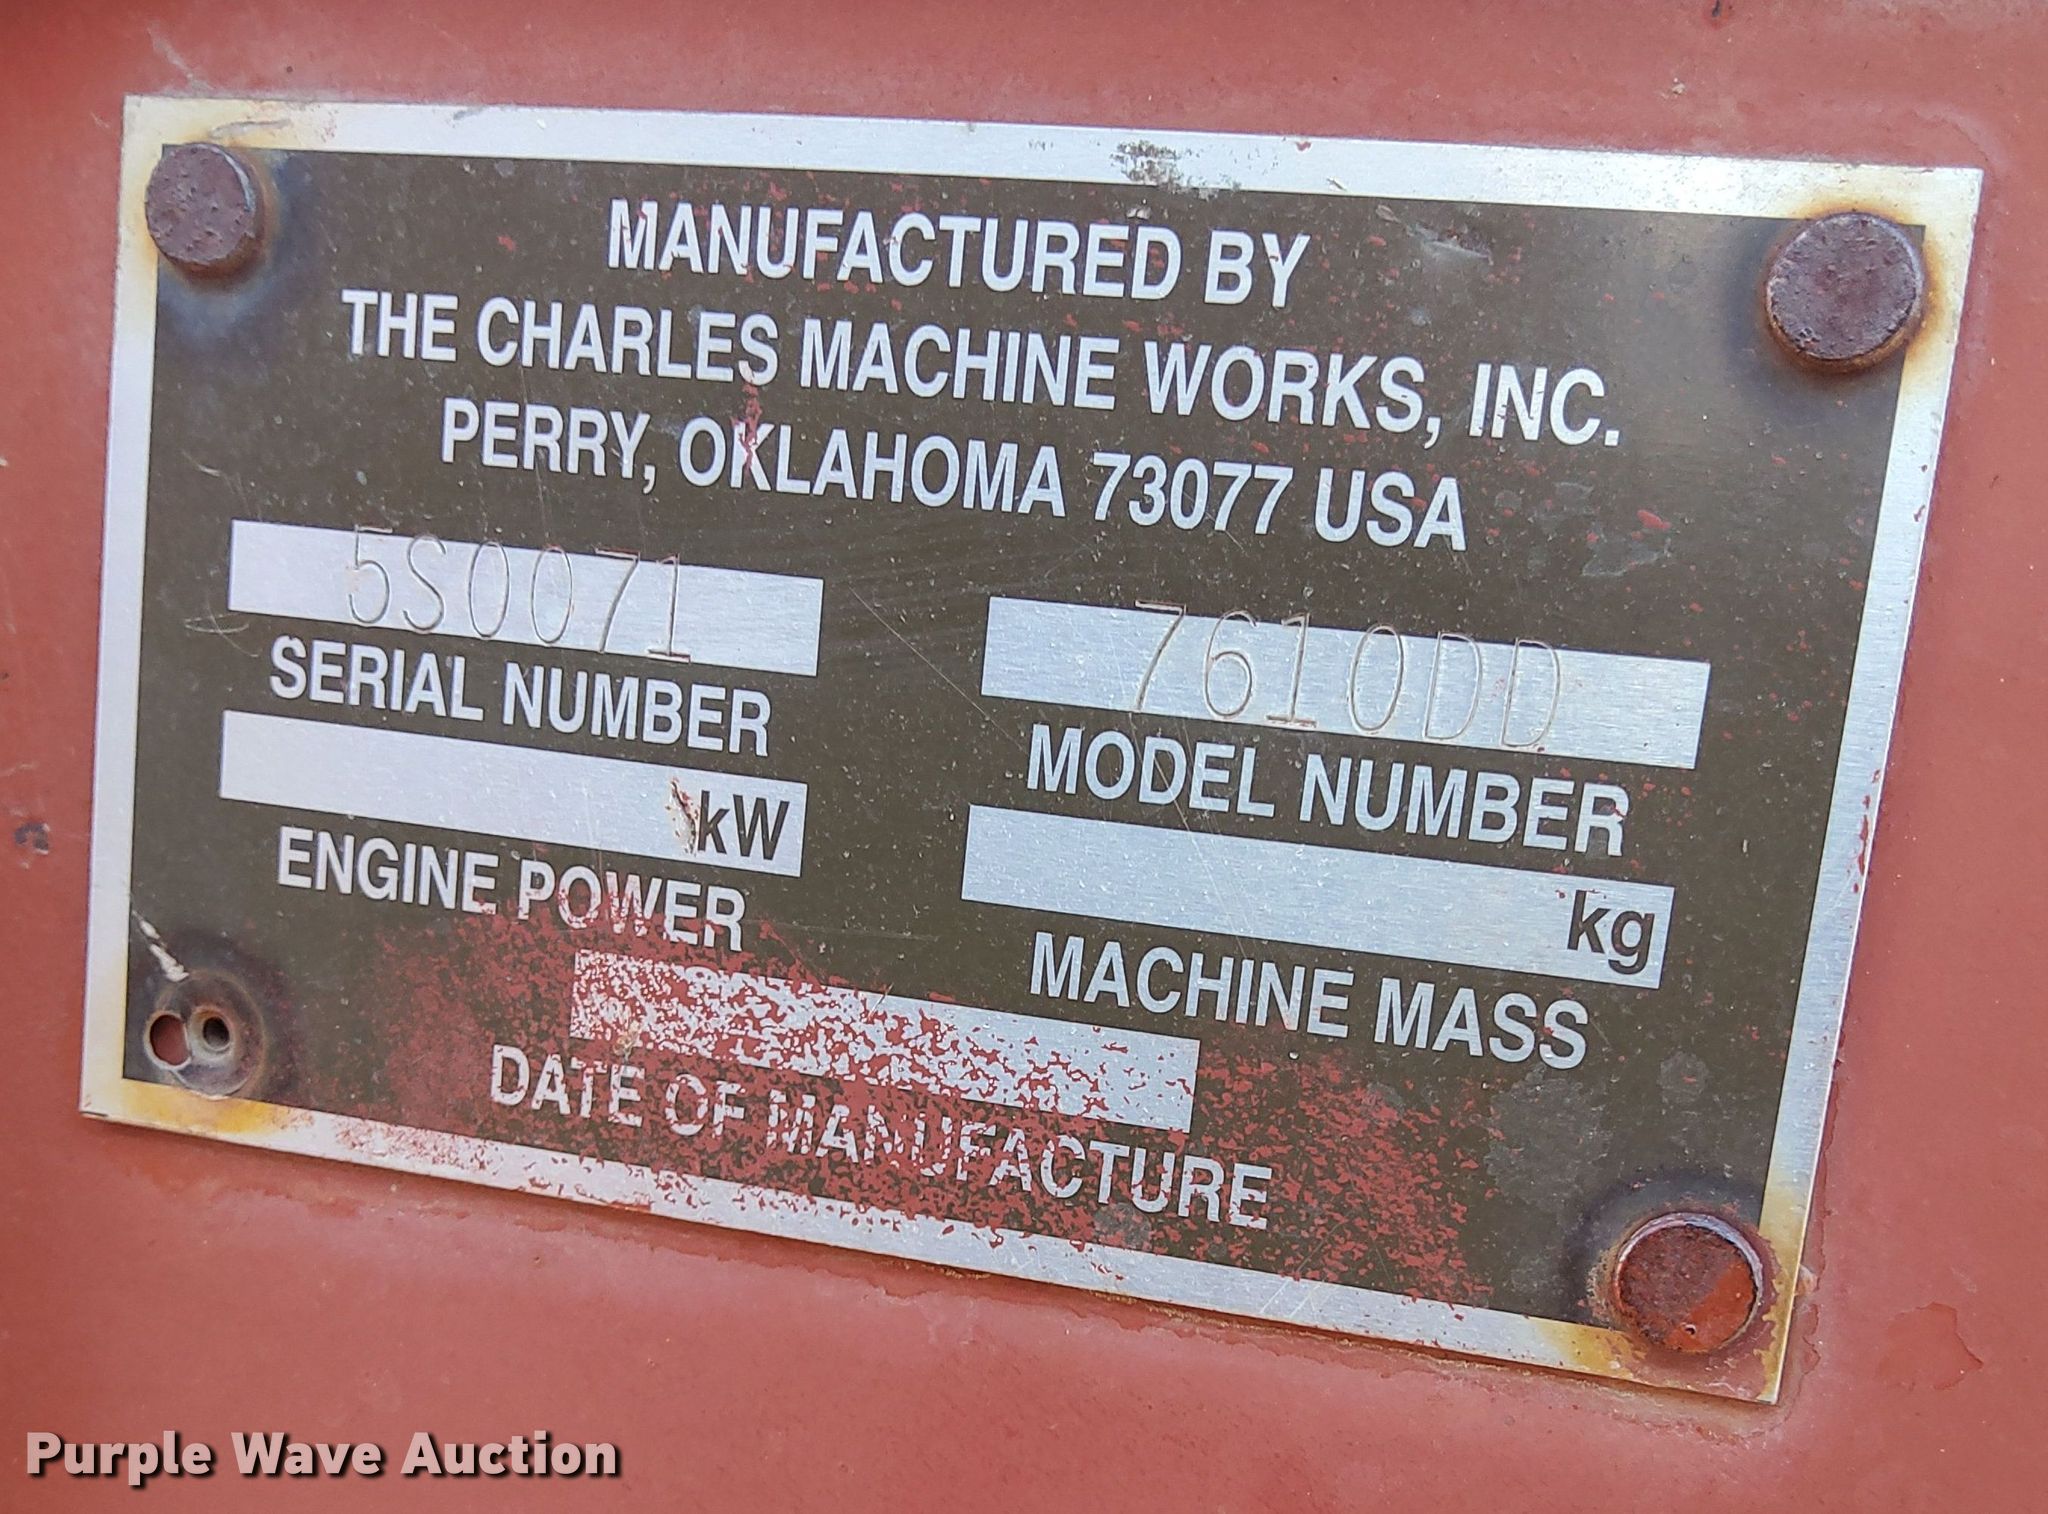 MANUFACTURED BY
THE CHARLES MACHINE WORKS, INC.
PERRY, OKLAHOMA 73077 USA
5S0071
SERIAL NUMBER
7610DD
MODEL NUMBER
kW
ENGINE POWER
kg
MACHINE MASS
DATE OF MANUFACTURE
Purple Wave Auction